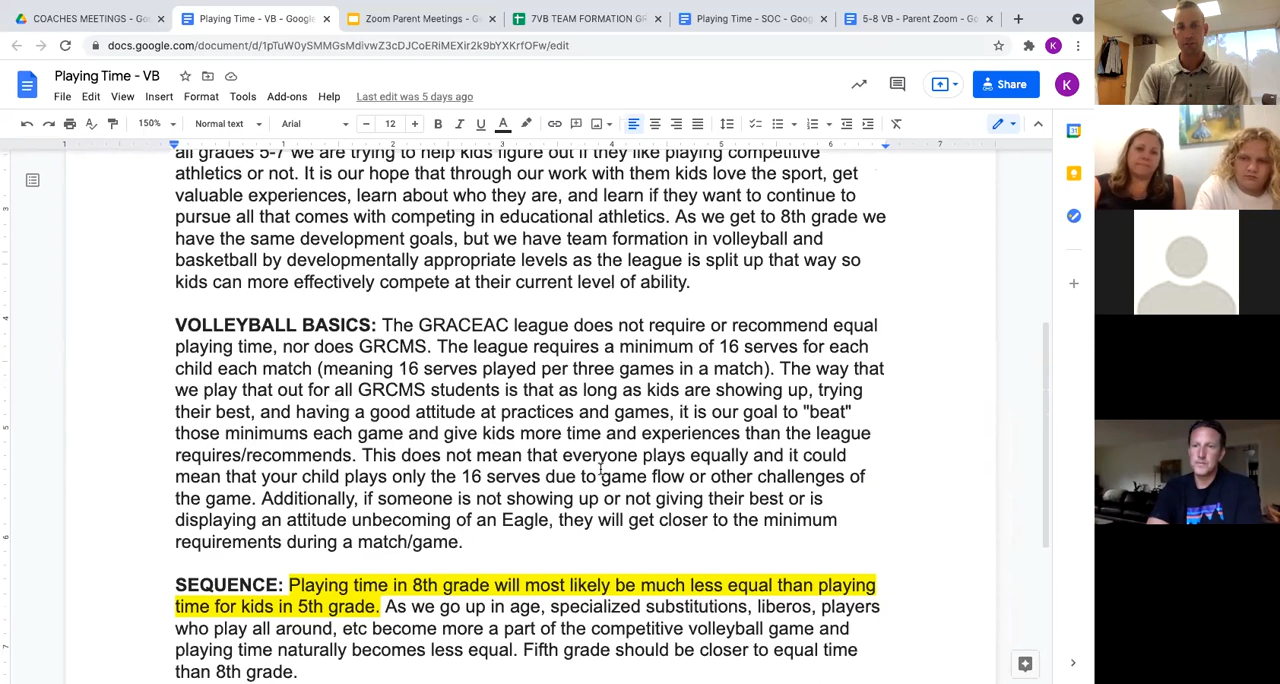 COACHES MEETINGS - Google
Playing Time - VB - Google
Zoom Parent Meetings - Google
7VB TEAM FORMATION GR
Playing Time - SOC - Goog
5-8 VB - Parent Zoom - Go
docs.google.com/document/d/1pTuW0ySMMGsMdivwZ3cDJCoERiMEXir2k9bYXKrfOFw/edit
K
Playing Time - VB
Share
K
File Edit View Insert Format Tools Addons Help Last edit was 5 days ago
150% Normal text Arial − 12 + B I U A
1 1 2 3 4 5 6 7
all grades 5-7 we are trying to help kids figure out if they like playing competitive
athletics or not. It is our hope that through our work with them kids love the sport, get
valuable experiences, learn about who they are, and learn if they want to continue to
pursue all that comes with competing in educational athletics. As we get to 8th grade we
have the same development goals, but we have team formation in volleyball and
basketball by developmentally appropriate levels as the league is split up that way so
kids can more effectively compete at their current level of ability.
VOLLEYBALL BASICS: The GRACEAC league does not require or recommend equal
playing time, nor does GRCMS. The league requires a minimum of 16 serves for each
child each match (meaning 16 serves played per three games in a match). The way that
we play that out for all GRCMS students is that as long as kids are showing up, trying
their best, and having a good attitude at practices and games, it is our goal to "beat"
those minimums each game and give kids more time and experiences than the league
requires/recommends. This does not mean that everyone plays equally and it could
mean that your child plays only the 16 serves due to game flow or other challenges of
the game. Additionally, if someone is not showing up or not giving their best or is
displaying an attitude unbecoming of an Eagle, they will get closer to the minimum
requirements during a match/game.
SEQUENCE: Playing time in 8th grade will most likely be much less equal than playing
time for kids in 5th grade. As we go up in age, specialized substitutions, liberos, players
who play all around, etc become more a part of the competitive volleyball game and
playing time naturally becomes less equal. Fifth grade should be closer to equal time
than 8th grade.